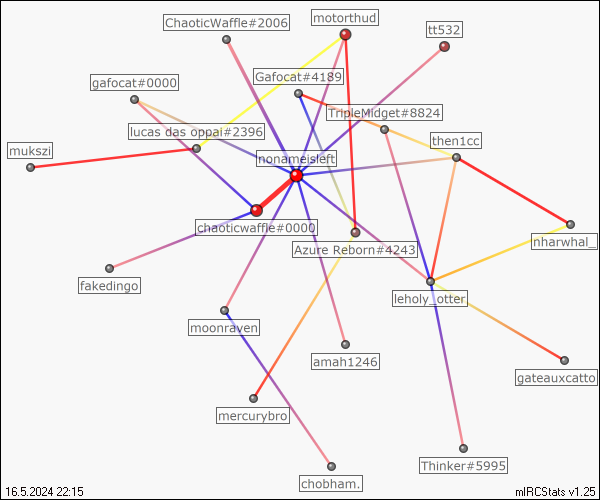 motorthud
ChaoticWaffle#2006
tt532
Gafocat#4189
gafocat#0000
TripleMidget#8824
lucas das oppai#2396
then1cc
mukszi
nonameisleft
chaoticwaffle#0000
nharwhal_
Azure Reborn#4243
fakedingo
leholy_otter
moonraven
amah1246
gateauxcatto
mercurybro
Thinker#5995
chobham.
16.5.2024 22:15
mIRCStats v1.25